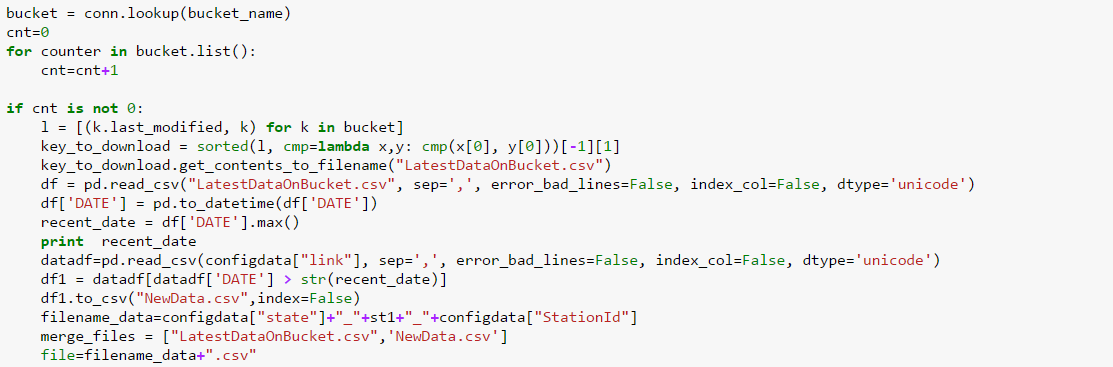 bucket = conn.lookup(bucket_name)
cnt=0
for counter in bucket.list():
    cnt=cnt+1

if cnt is not 0:
    l = [(k.last_modified, k) for k in bucket]
    key_to_download = sorted(l, cmp=lambda x,y: cmp(x[0], y[0]))[-1][1]
    key_to_download.get_contents_to_filename("LatestDataOnBucket.csv")
    df = pd.read_csv("LatestDataOnBucket.csv", sep=',', error_bad_lines=False, index_col=False, dtype='unicode')
    df['DATE'] = pd.to_datetime(df['DATE'])
    recent_date = df['DATE'].max()
    print  recent_date
    datadf=pd.read_csv(configdata["link"], sep=',', error_bad_lines=False, index_col=False, dtype='unicode')
    df1 = datadf[datadf['DATE'] > str(recent_date)]
    df1.to_csv("NewData.csv",index=False)
    filename_data=configdata["state"]+"_"+st1+"_"+configdata["StationId"]
    merge_files = ["LatestDataOnBucket.csv",'NewData.csv']
    file=filename_data+".csv"